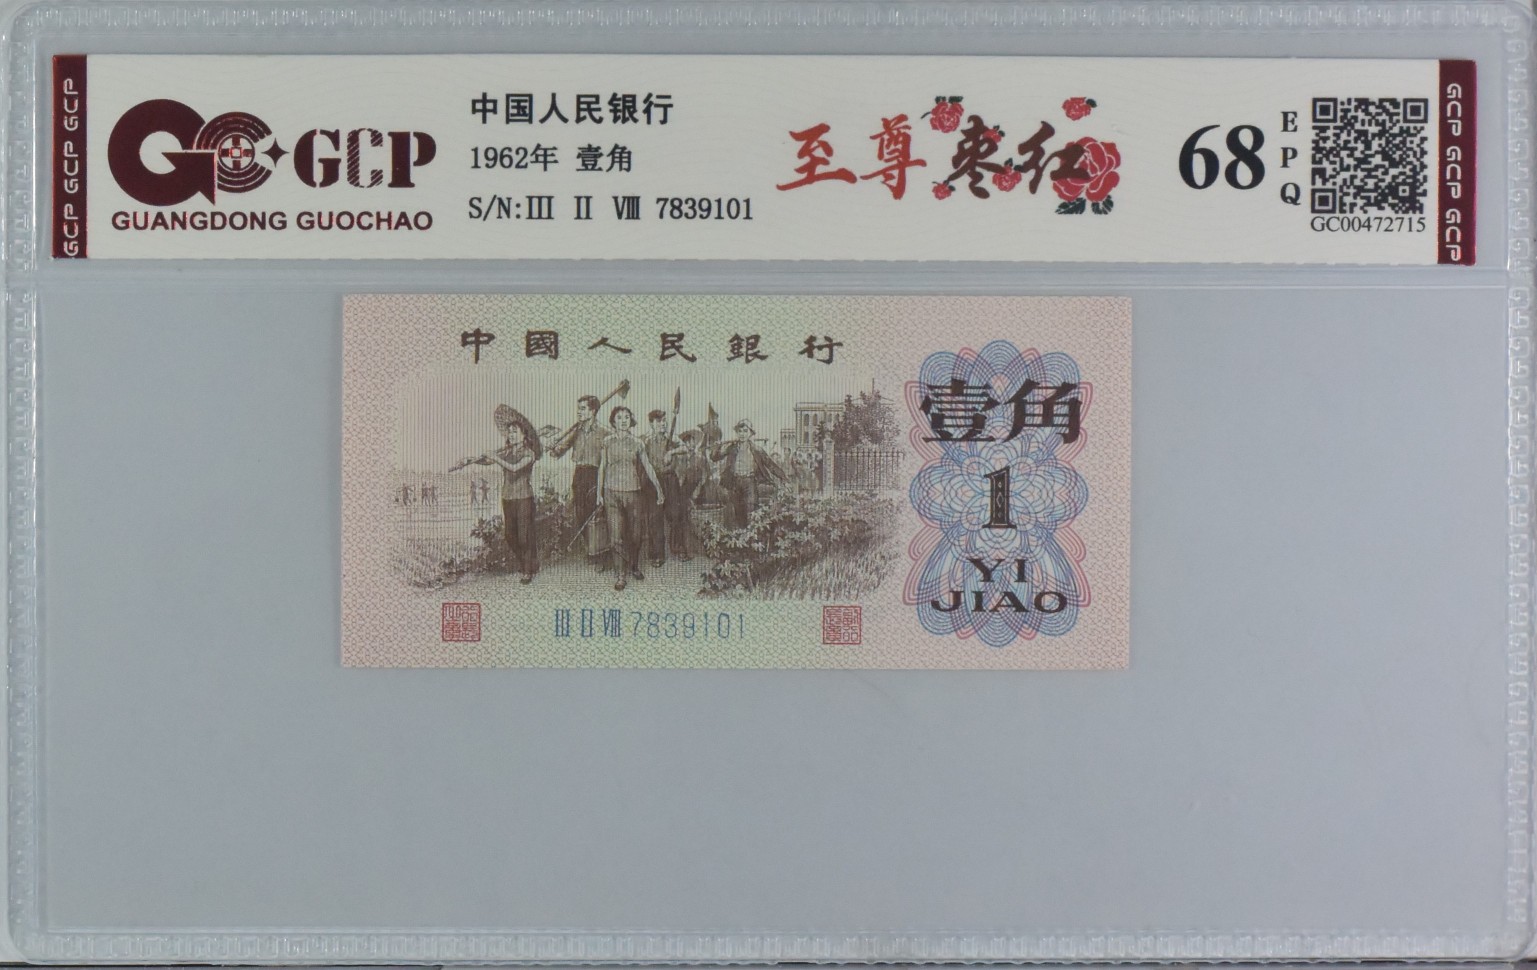 GCP GCP GCP
GCP
GUANGDONG GUOCHAO
中国人民银行
1962年 壹角
S/N:III II VIII 7839101
至尊枣红
68
EPQ
GC00472715
GCP GCP GCP
中國人民銀行
壹角
1
YI
JIAO
III II VIII 7839101